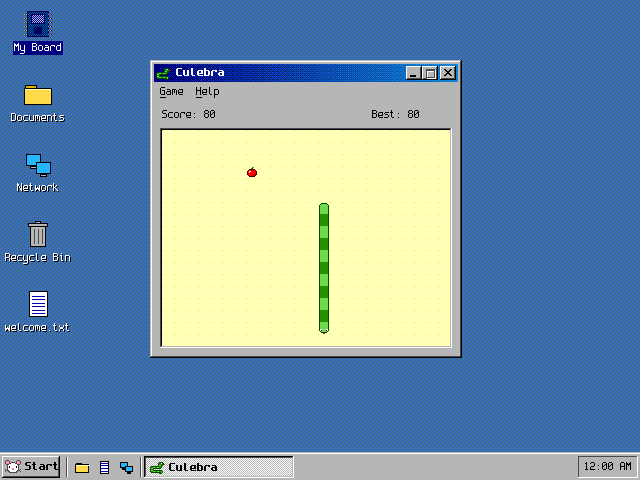 My Board
Documents
Network
Recycle Bin
welcome.txt
Culebra
Game Help
Score: 80 Best: 80
Start Culebra 12:00 AM